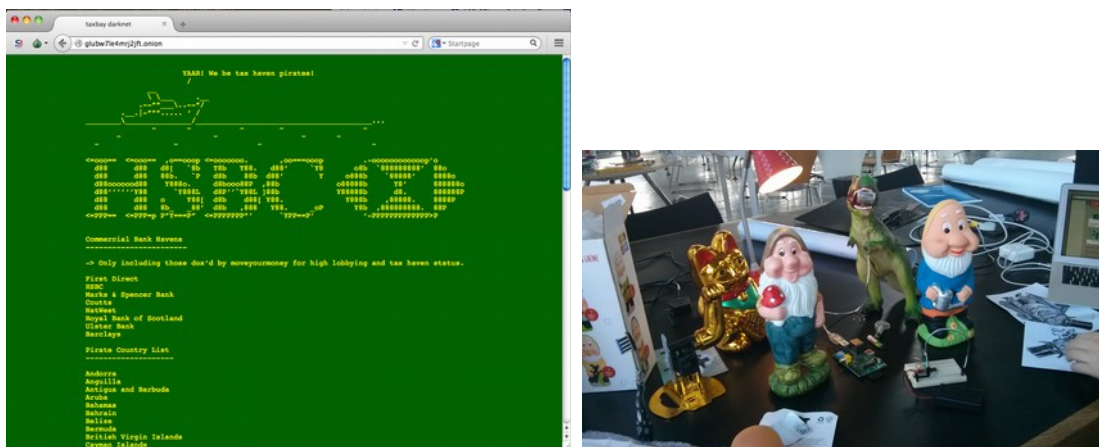 taxbay darknet
glubw7le4mrj2jft.onion
Startpage
YAAR! We be tax haven pirates!
HSBC
Commercial Bank Havens
-> Only including those dox'd by moveyourmoney for high lobbying and tax haven status.
First Direct
HSBC
Marks & Spencer Bank
Coutts
NatWest
Royal Bank of Scotland
Ulster Bank
Barclays
Pirate Country List
Andorra
Anguilla
Antigua and Barbuda
Aruba
Bahamas
Bahrain
Belize
Bermuda
British Virgin Islands
Cayman Islands